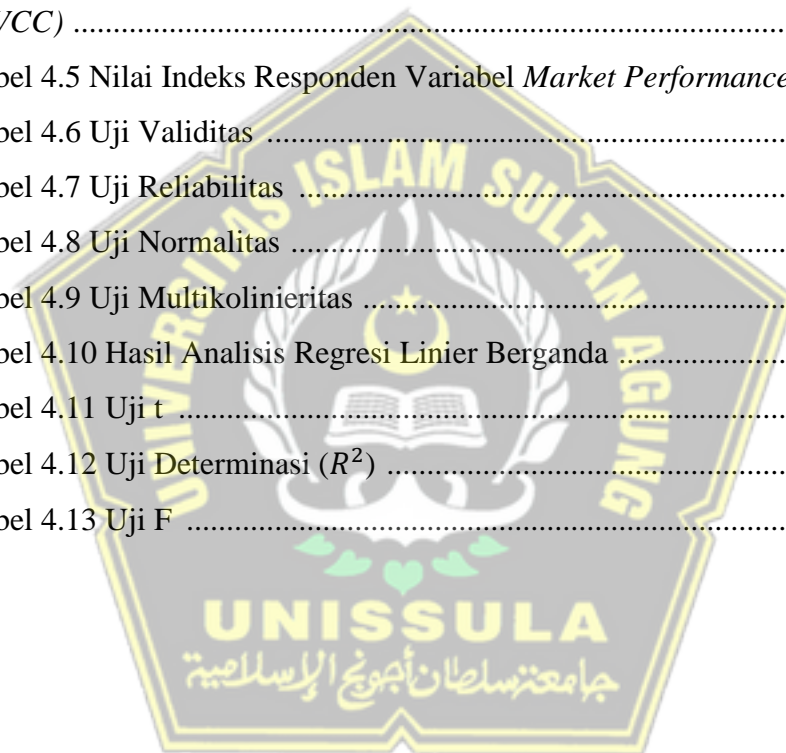 VCC) ....................................................................................................
bel 4.5 Nilai Indeks Responden Variabel Market Performance
bel 4.6 Uji Validitas ....................................................................
bel 4.7 Uji Reliabilitas ................................................................
bel 4.8 Uji Normalitas .................................................................
bel 4.9 Uji Multikolinieritas ........................................................
bel 4.10 Hasil Analisis Regresi Linier Berganda .....................
bel 4.11 Uji t ...............................................................................
bel 4.12 Uji Determinasi (R²) .....................................................
bel 4.13 Uji F ..............................................................................
UNIVERSITAS ISLAM SULTAN AGUNG
UNISSULA
جامعة سلطان أجونج الإسلامية